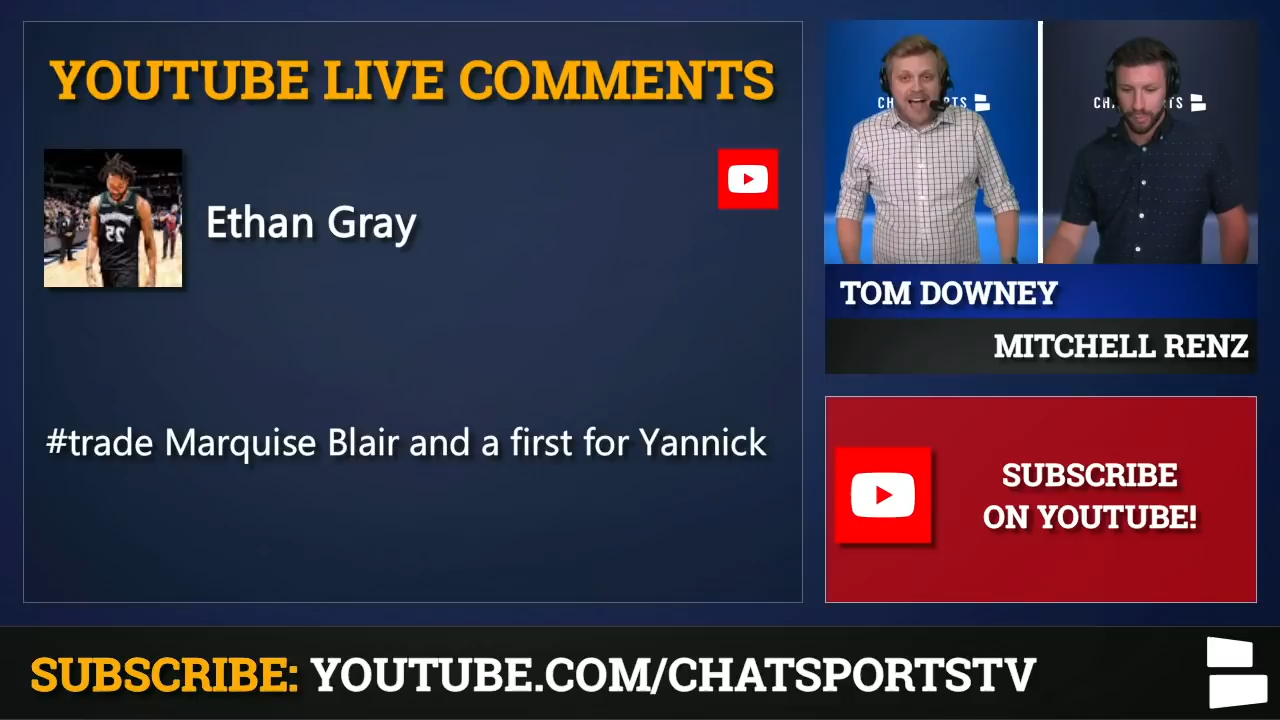 YOUTUBE LIVE COMMENTS
Ethan Gray
#trade Marquise Blair and a first for Yannick
TOM DOWNEY
MITCHELL RENZ
SUBSCRIBE
ON YOUTUBE!
SUBSCRIBE: YOUTUBE.COM/CHATSPORTSTV